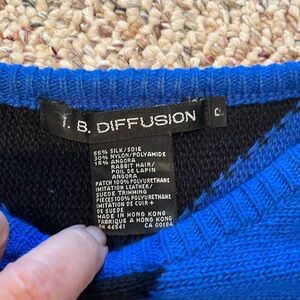 I. B. DIFFUSION
55% SILK/SOIE
30% NYLON/POLYAMIDE
15% ANGORA
RABBIT HAIR/
POIL DE LAPIN
ANGORA
PATCH 100% POLYURETHANE
IMITATION LEATHER/
SUEDE TRIMMING
PIECES 100% POLYURETHANE
IMITATION DE CUIR +
DE SUEDE
MADE IN HONG KONG
FABRIQUE A HONG KONG
RN 66561 CA 00184